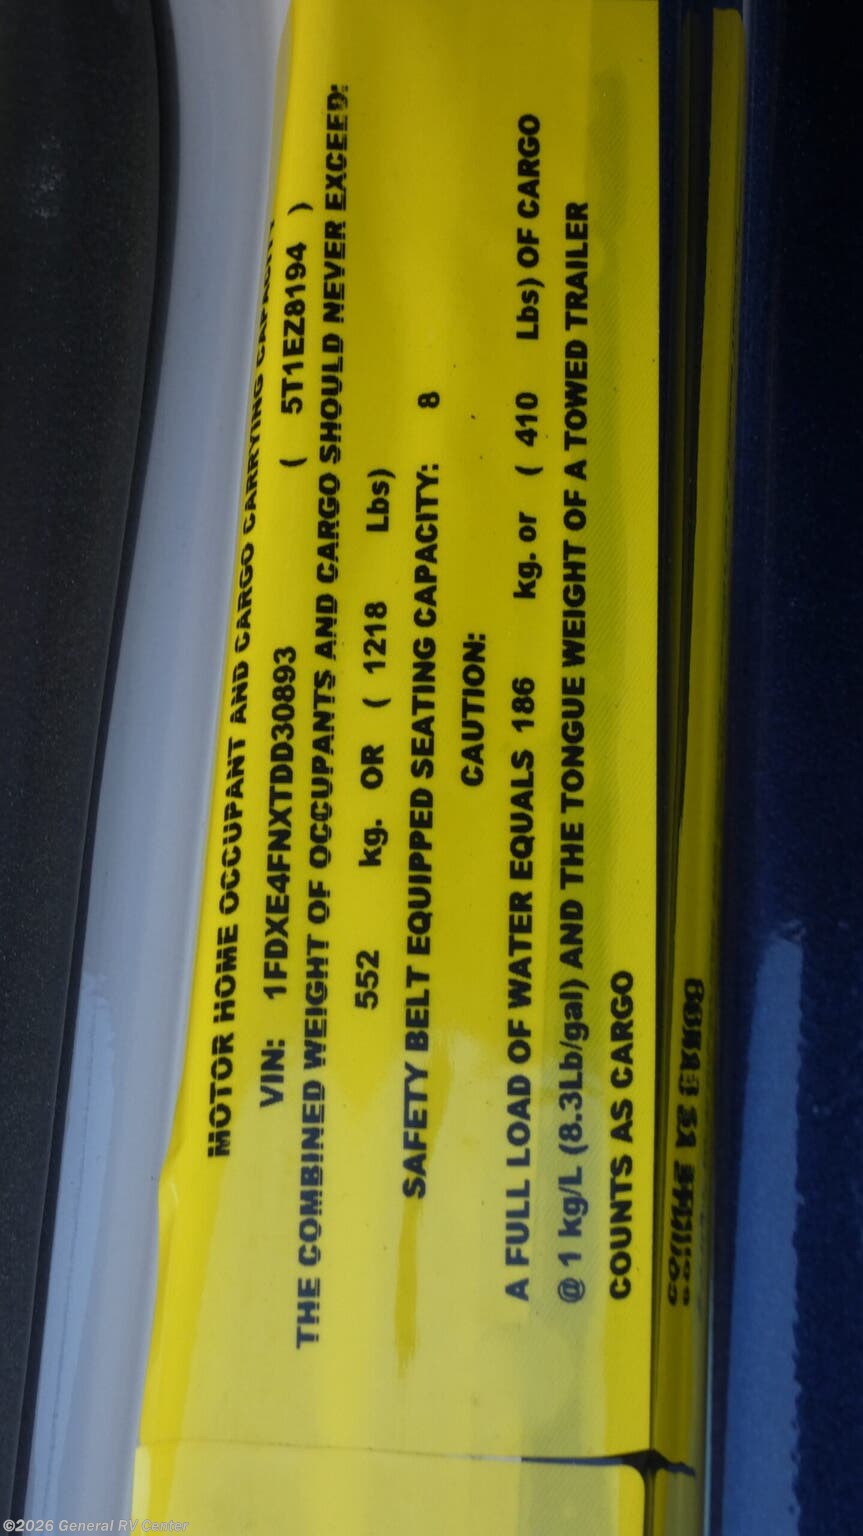 MOTOR HOME OCCUPANT AND CARGO CARRYING CAPACITY
VIN: 1FDXE4FNXTDD30893 ( 5T1EZ8194 )
THE COMBINED WEIGHT OF OCCUPANTS AND CARGO SHOULD NEVER EXCEED:
552 kg. OR ( 1218 Lbs)
SAFETY BELT EQUIPPED SEATING CAPACITY: 8
CAUTION:
A FULL LOAD OF WATER EQUALS 186 kg. or ( 410 Lbs) OF CARGO
@ 1 kg/L (8.3Lb/gal) AND THE TONGUE WEIGHT OF A TOWED TRAILER
COUNTS AS CARGO
©2026 General RV Center